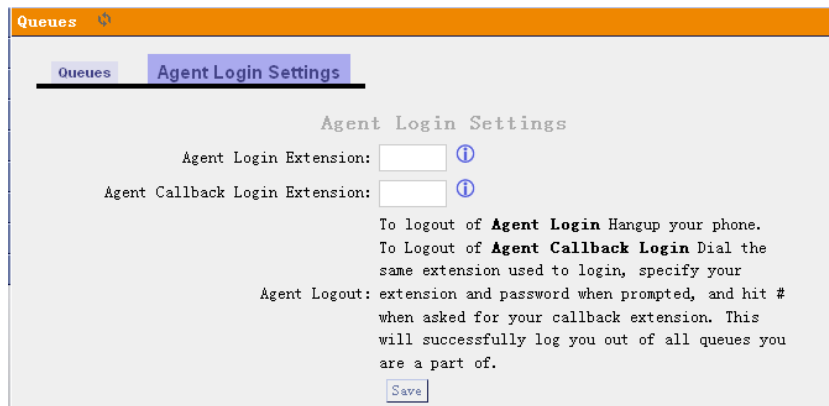 Queues
Queues Agent Login Settings
Agent Login Settings
Agent Login Extension:
Agent Callback Login Extension:
To logout of Agent Login Hangup your phone.
To Logout of Agent Callback Login Dial the
same extension used to login, specify your
Agent Logout: extension and password when prompted, and hit #
when asked for your callback extension. This
will successfully log you out of all queues you
are a part of.
Save